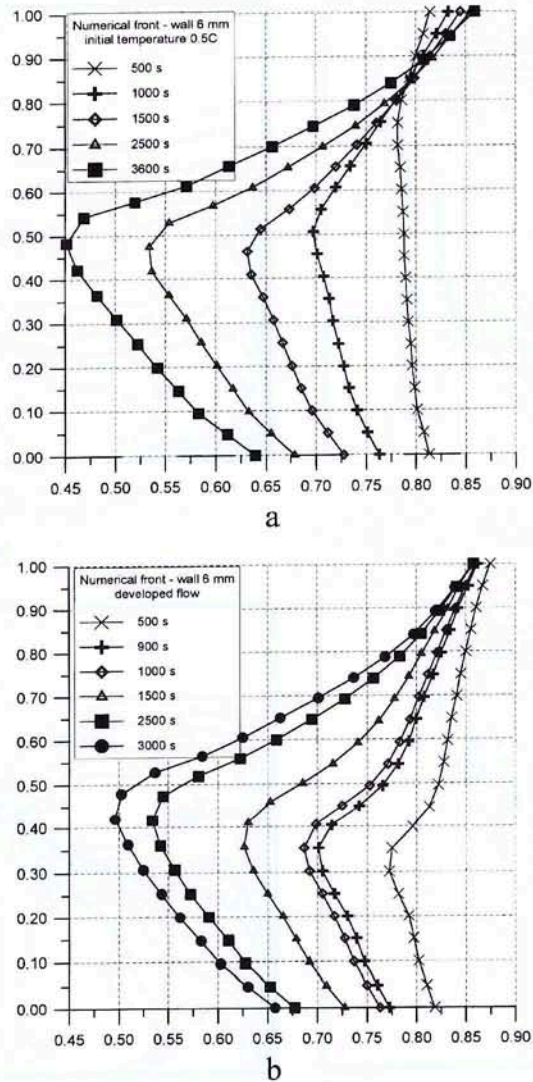 Numerical front - wall 6 mm
initial temperature 0.5C
500 s
1000 s
1500 s
2500 s
3600 s
1.00
0.90
0.80
0.70
0.60
0.50
0.40
0.30
0.20
0.10
0.00
0.45 0.50 0.55 0.60 0.65 0.70 0.75 0.80 0.85 0.90
a
Numerical front - wall 6 mm
developed flow
500 s
900 s
1000 s
1500 s
2500 s
3000 s
1.00
0.90
0.80
0.70
0.60
0.50
0.40
0.30
0.20
0.10
0.00
0.45 0.50 0.55 0.60 0.65 0.70 0.75 0.80 0.85 0.90
b